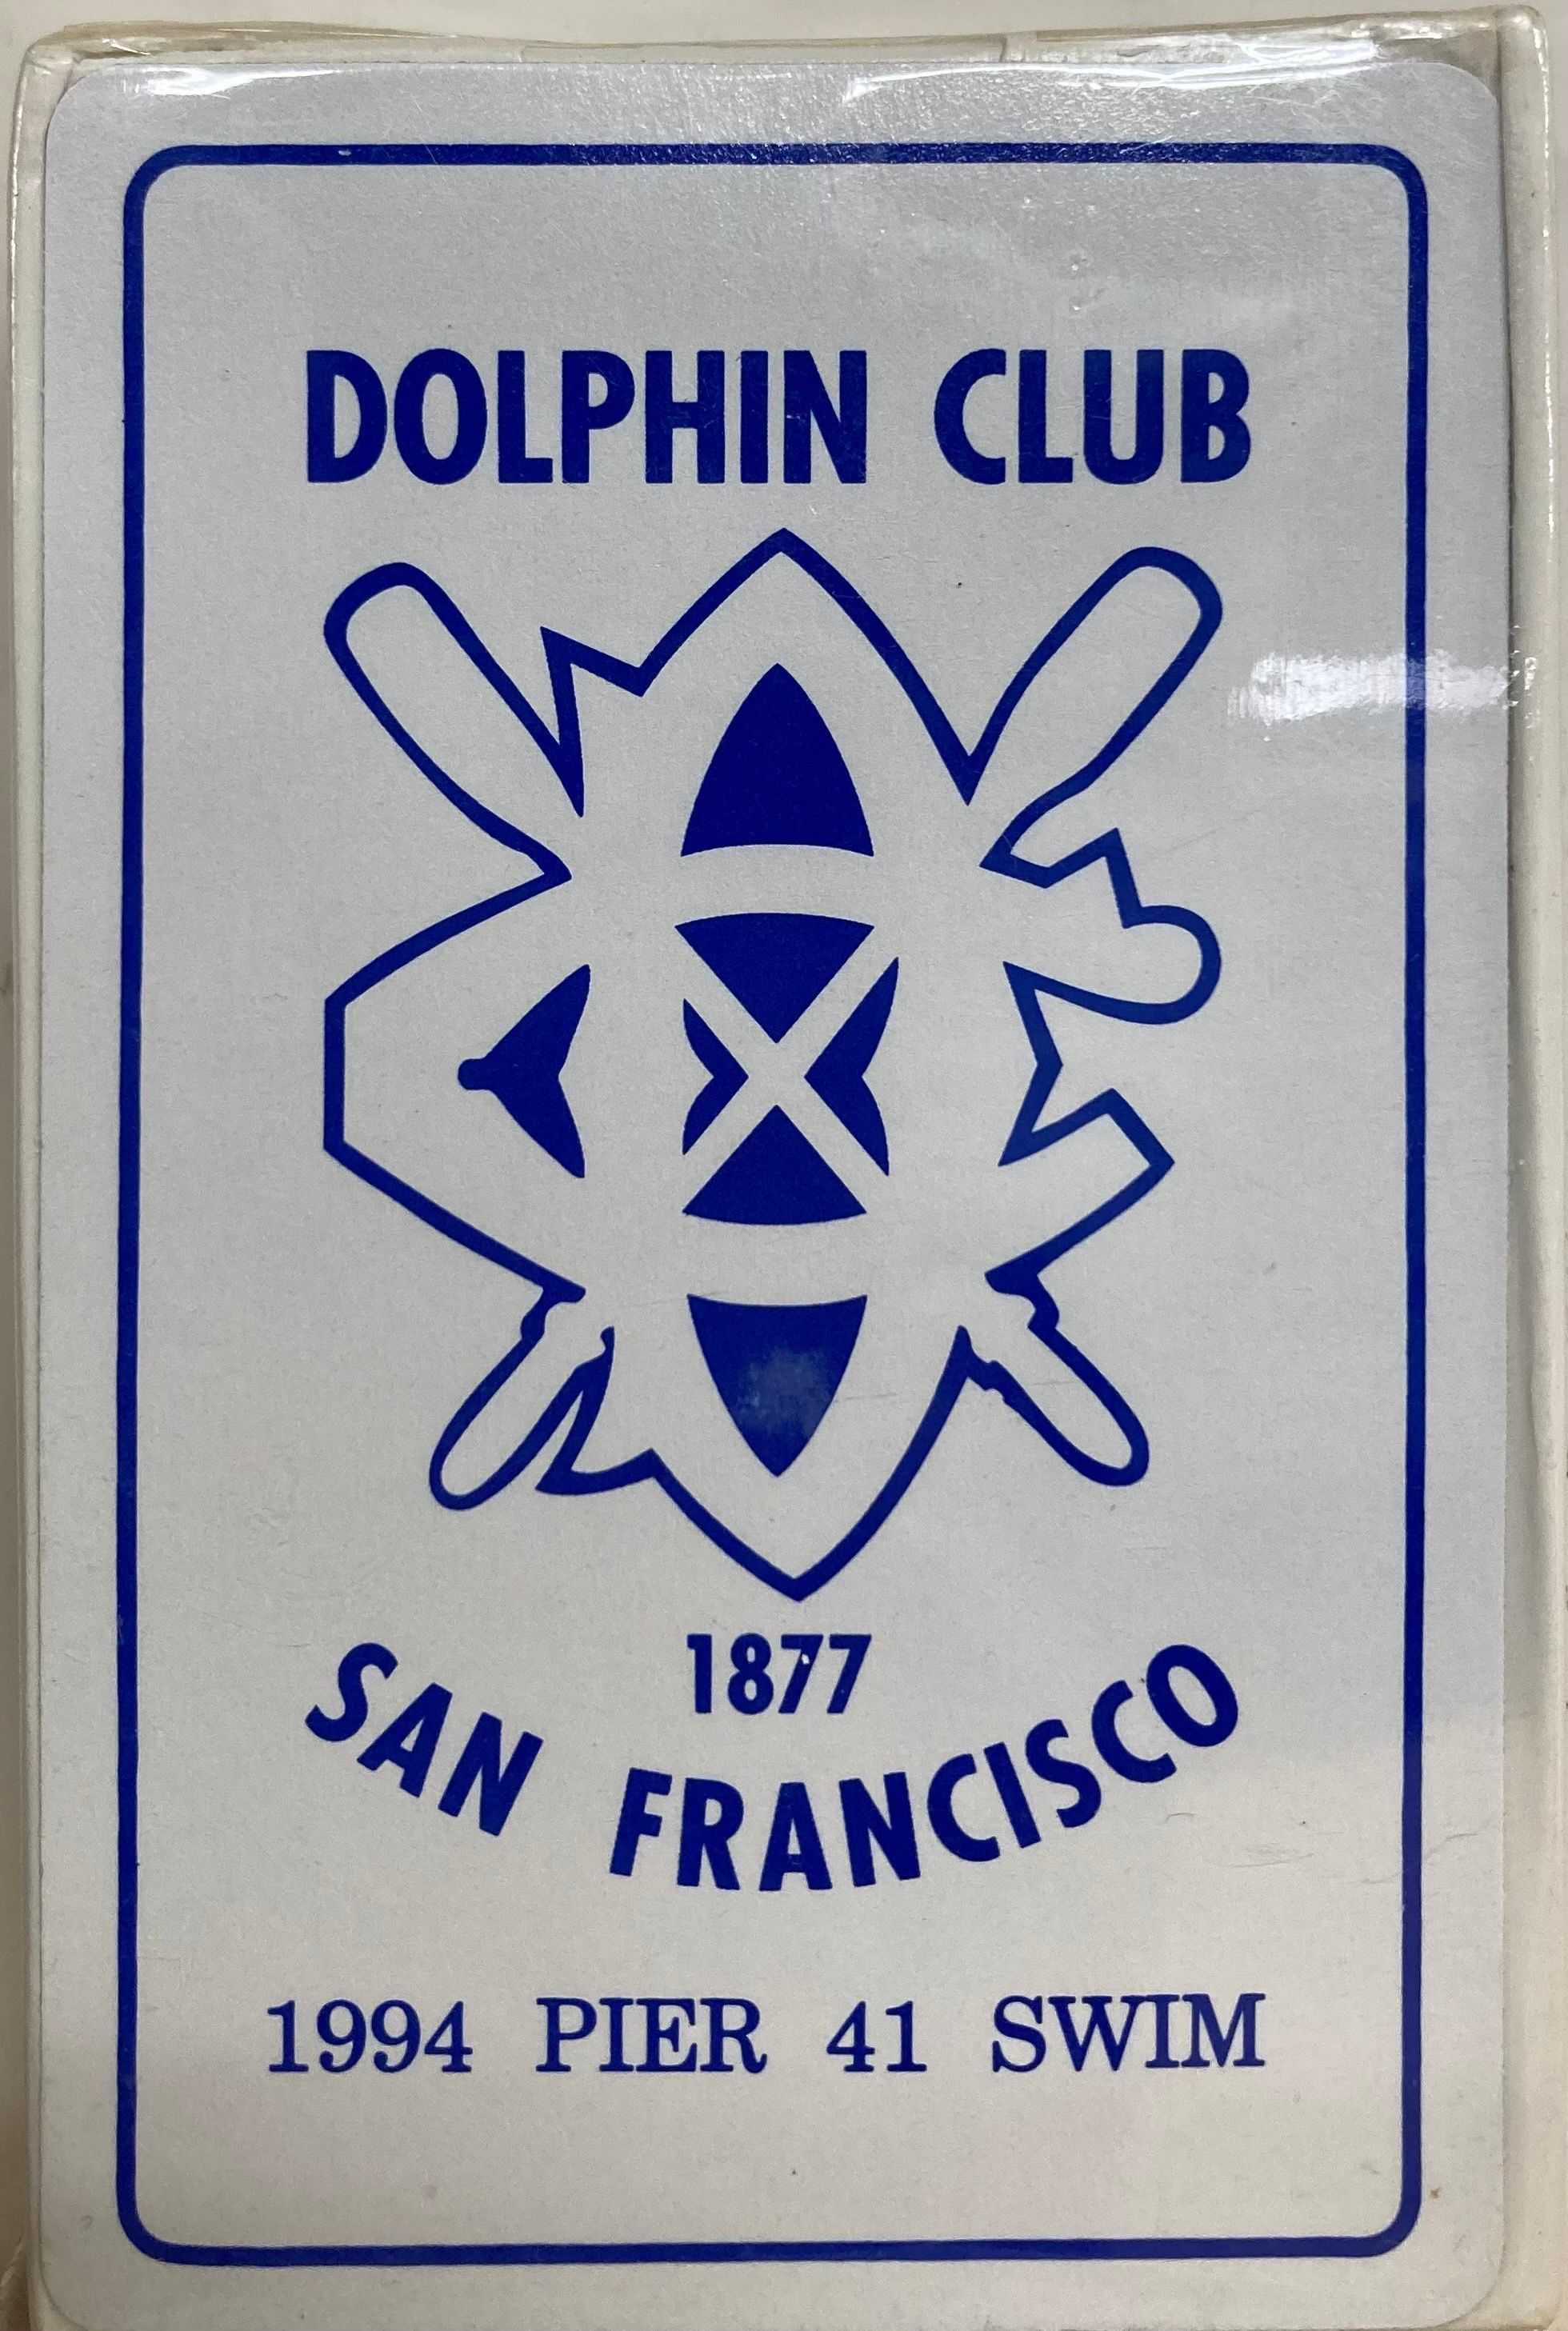 DOLPHIN CLUB
1877
SAN FRANCISCO
1994 PIER 41 SWIM